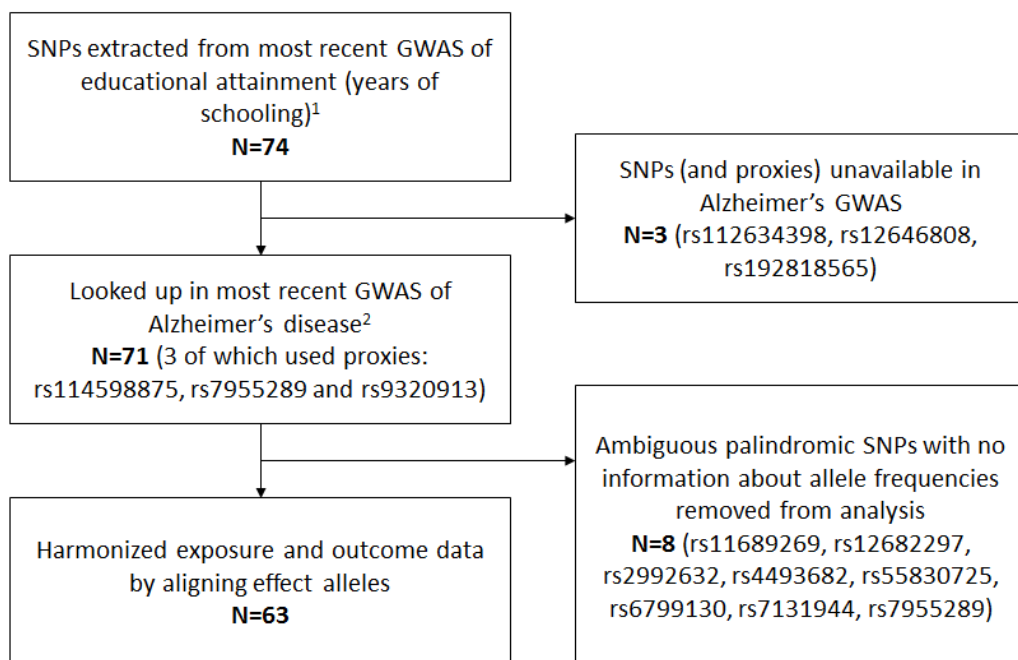 SNPs extracted from most recent GWAS of
educational attainment (years of
schooling)¹
N=74
SNPs (and proxies) unavailable in
Alzheimer’s GWAS
N=3 (rs112634398, rs12646808,
rs192818565)
Looked up in most recent GWAS of
Alzheimer’s disease²
N=71 (3 of which used proxies:
rs114598875, rs7955289 and rs9320913)
Ambiguous palindromic SNPs with no
information about allele frequencies
removed from analysis
N=8 (rs11689269, rs12682297,
rs2992632, rs4493682, rs55830725,
rs6799130, rs7131944, rs7955289)
Harmonized exposure and outcome data
by aligning effect alleles
N=63